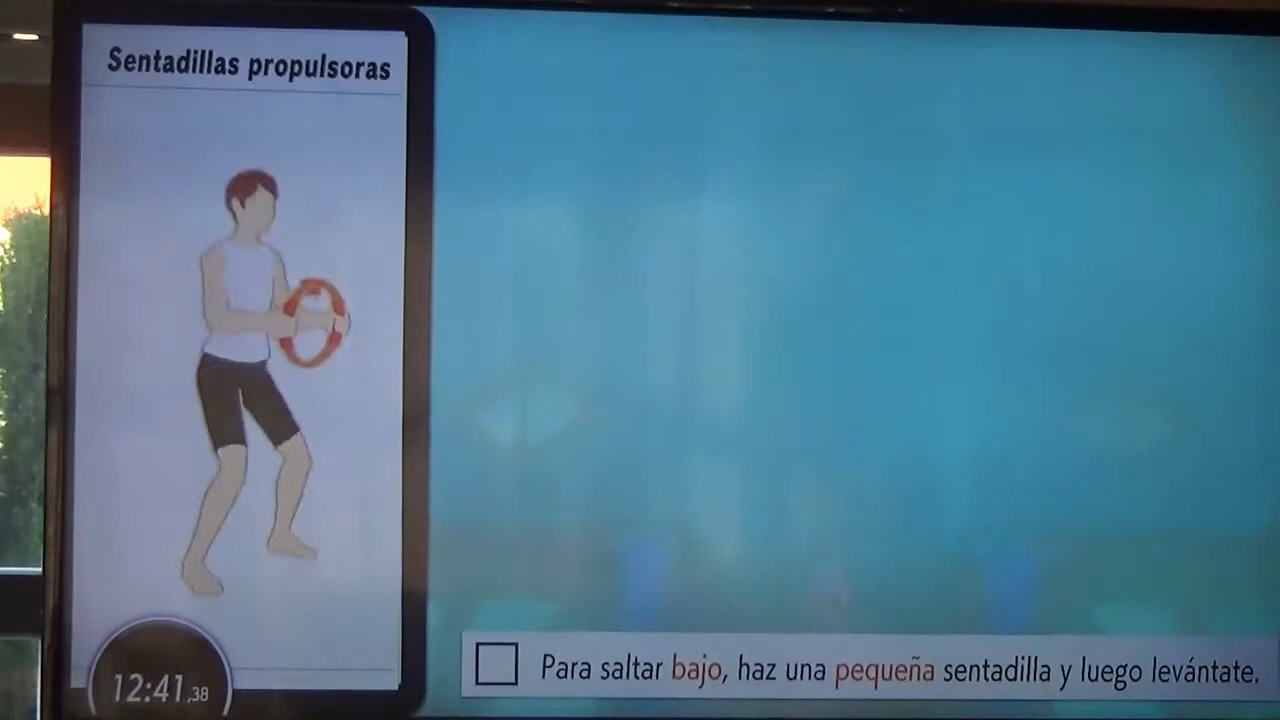 Sentadillas propulsoras
12:41,38
Para saltar bajo, haz una pequeña sentadilla y luego levántate.